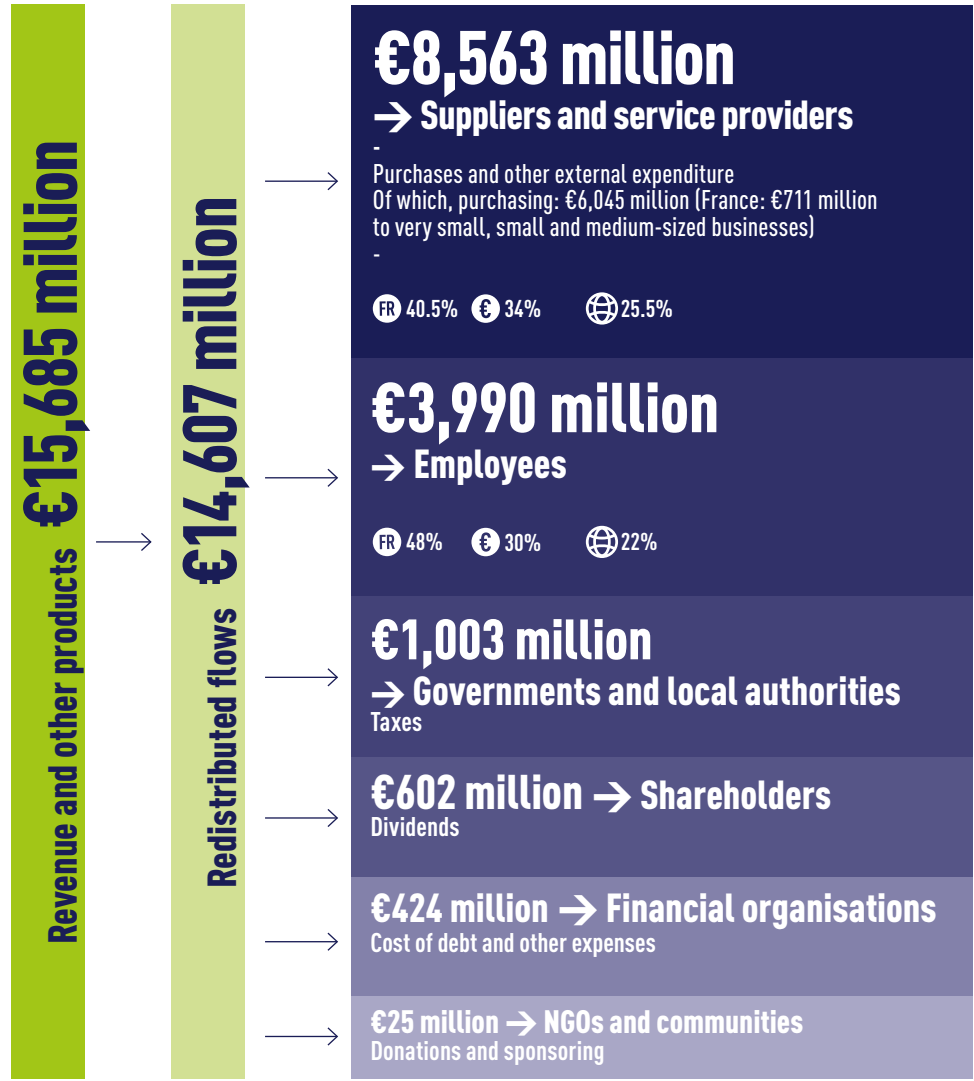 Revenue and other products €15,685 million
Redistributed flows €14,607 million
€8,563 million
→ Suppliers and service providers
-
Purchases and other external expenditure
Of which, purchasing: €6,045 million (France: €711 million
to very small, small and medium-sized businesses)
-
FR 40.5% € 34% 25.5%
€3,990 million
→ Employees
FR 48% € 30% 22%
€1,003 million
→ Governments and local authorities
Taxes
€602 million → Shareholders
Dividends
€424 million → Financial organisations
Cost of debt and other expenses
€25 million → NGOs and communities
Donations and sponsoring